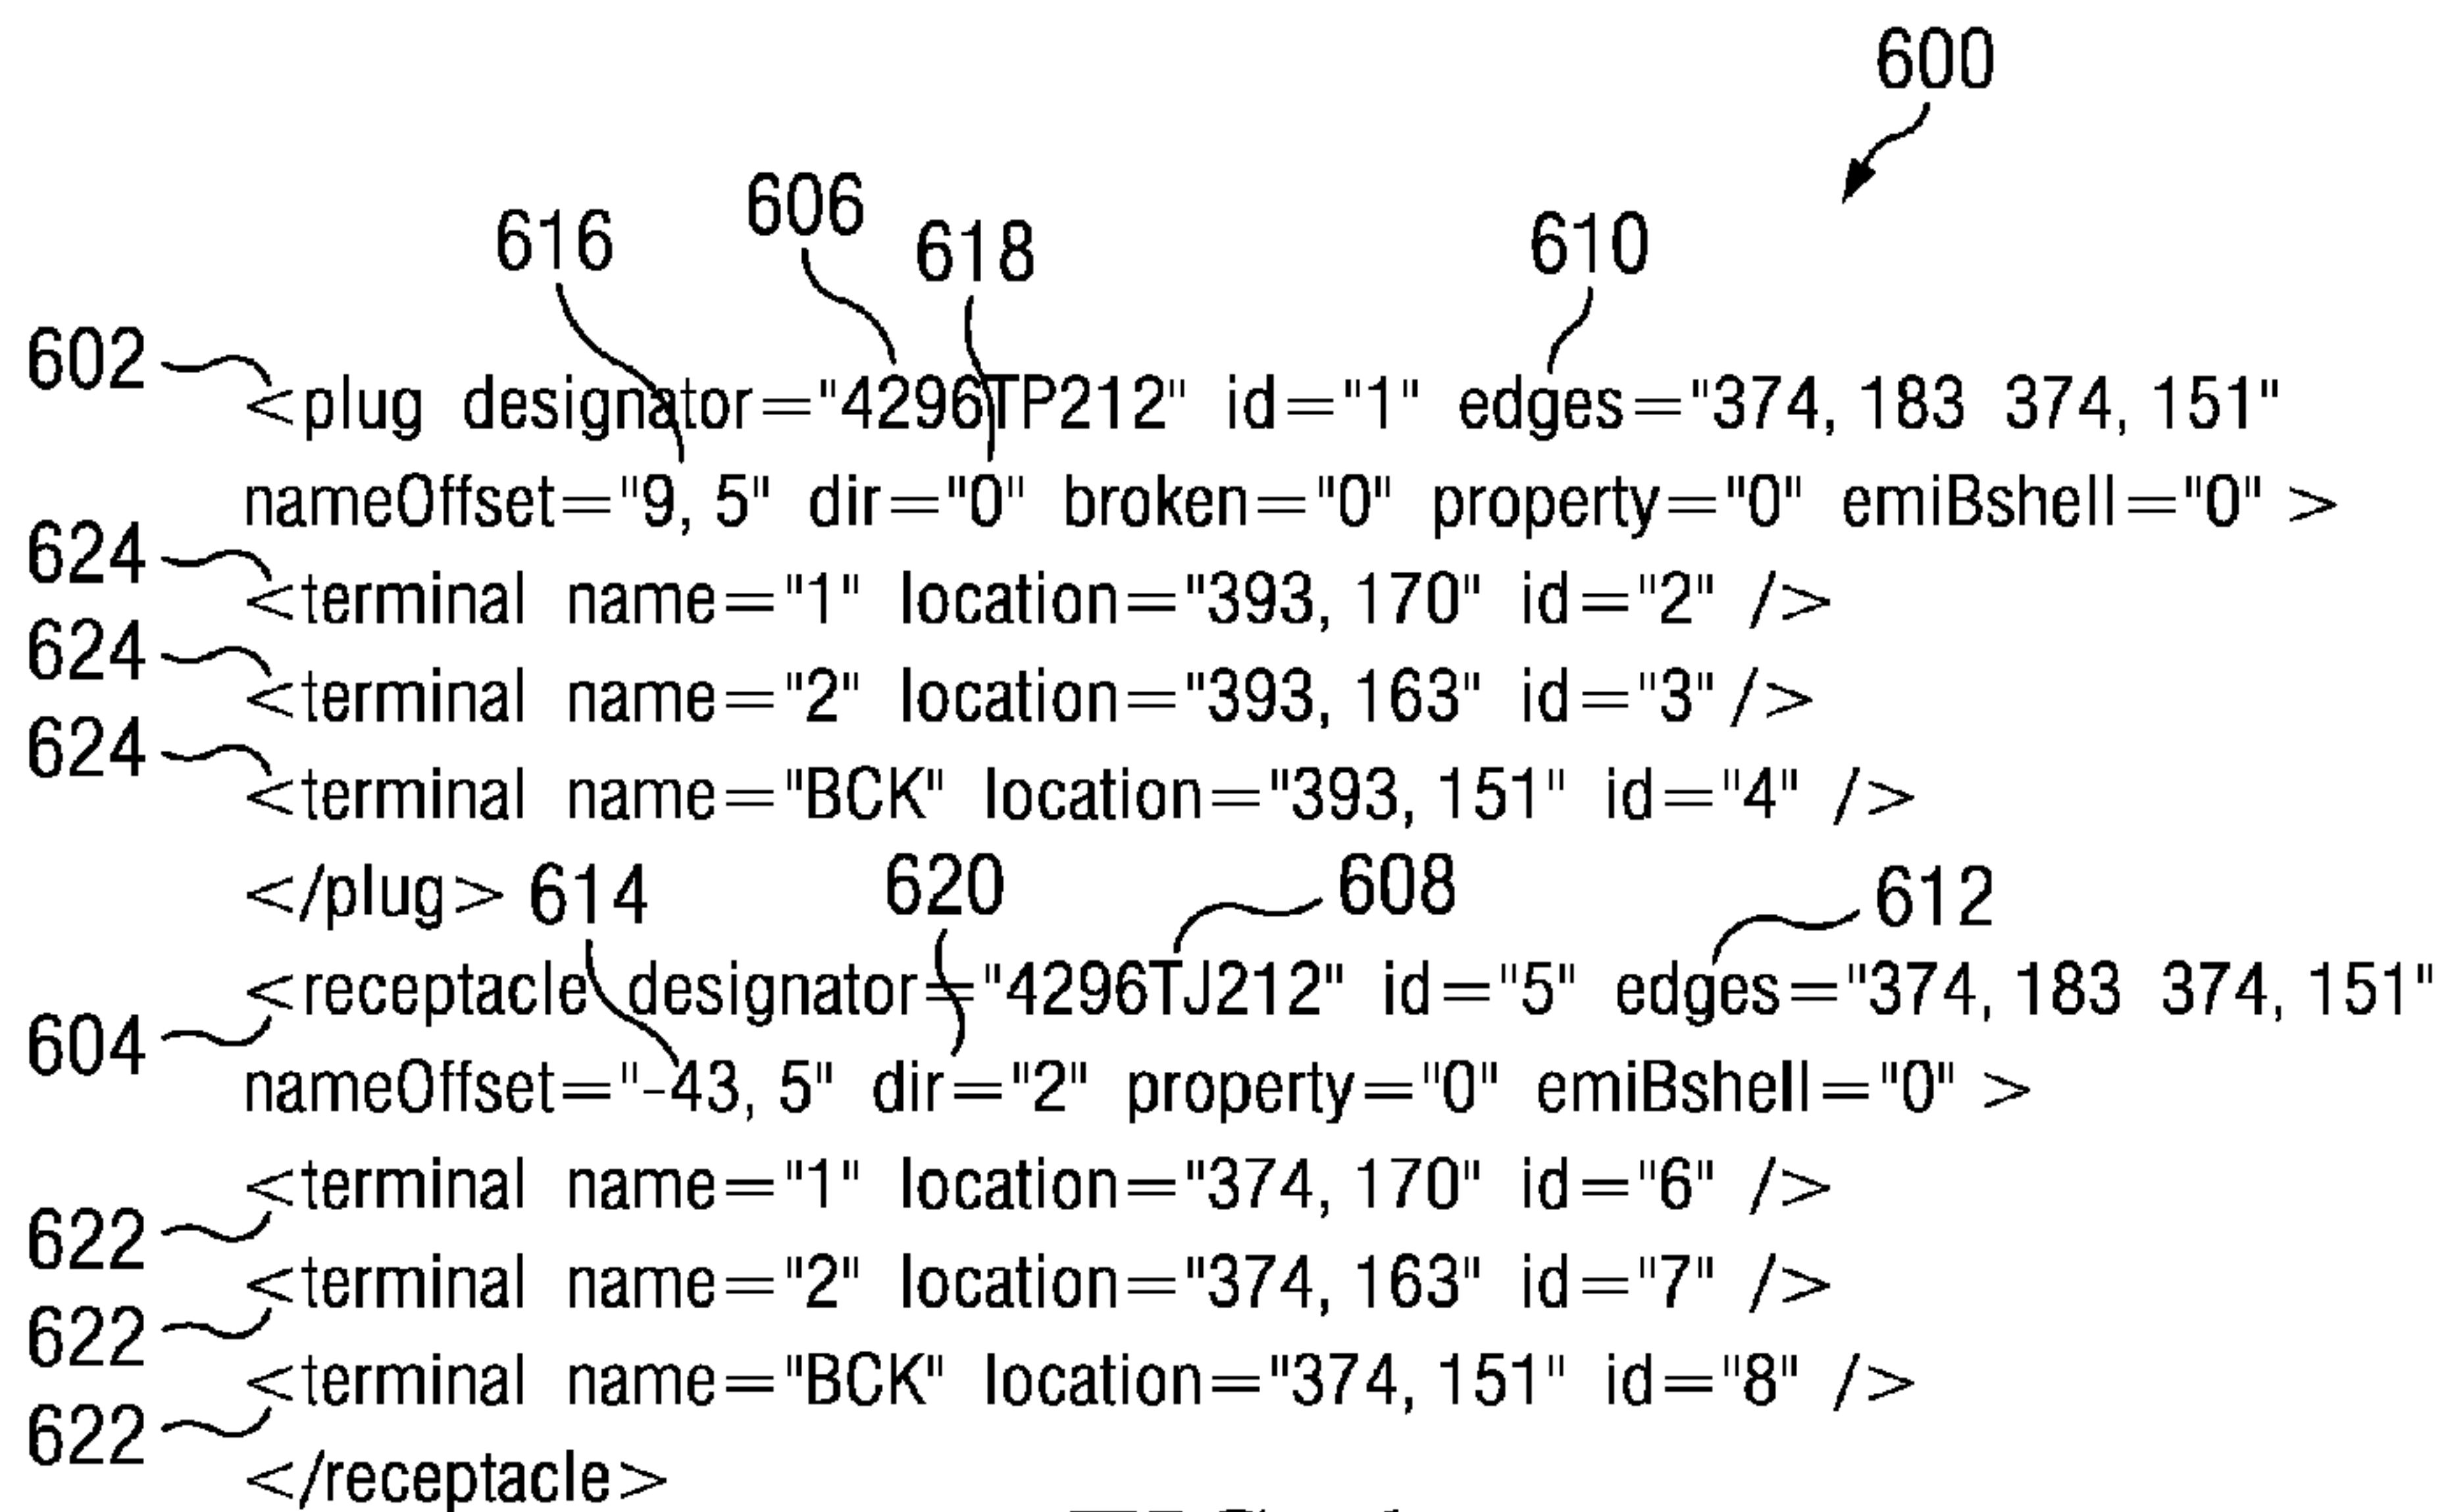 600
606
616 618 610
602
<plug designator="4296TP212" id="1" edges="374, 183 374, 151"
nameOffset="9, 5" dir="0" broken="0" property="0" emiBshell="0" >
624
<terminal name="1" location="393, 170" id="2" />
624
<terminal name="2" location="393, 163" id="3" />
624
<terminal name="BCK" location="393, 151" id="4" />
</plug> 614 620 608 612
<receptacle designator="4296TJ212" id="5" edges="374, 183 374, 151"
604
nameOffset="-43, 5" dir="2" property="0" emiBshell="0" >
<terminal name="1" location="374, 170" id="6" />
622
<terminal name="2" location="374, 163" id="7" />
622
<terminal name="BCK" location="374, 151" id="8" />
622
</receptacle>